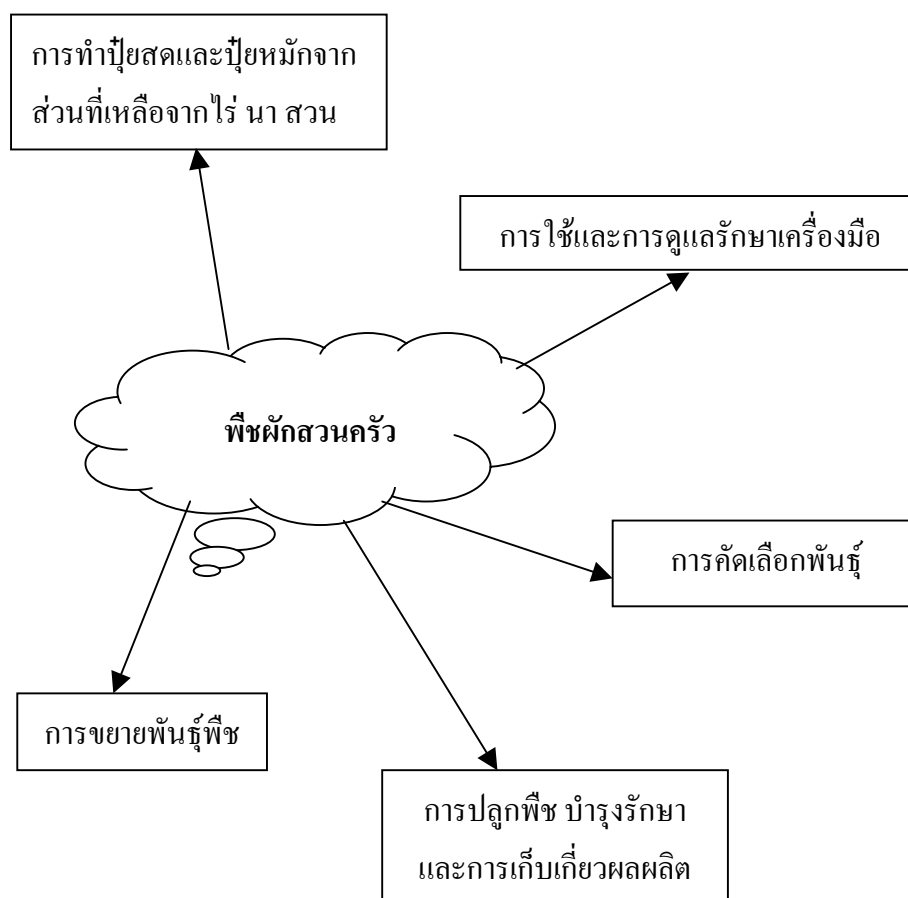 การทำปุ๋ยสดและปุ๋ยหมักจาก
ส่วนที่เหลือจากไร่ นา สวน
การใช้และการดูแลรักษาเครื่องมือ
พืชผักสวนครัว
การคัดเลือกพันธุ์
การขยายพันธุ์พืช
การปลูกพืช บำรุงรักษา
และการเก็บเกี่ยวผลผลิต